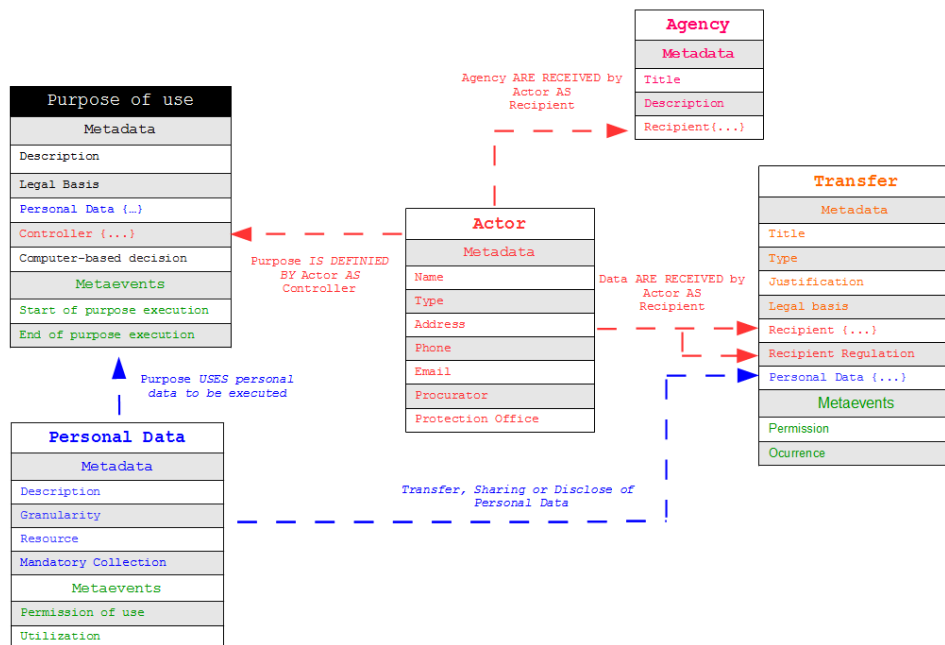 Agency
Metadata
Title
Description
Recipient{...}
Agency ARE RECEIVED by
Actor AS
Recipient
Purpose of use
Metadata
Description
Legal Basis
Personal Data {…}
Controller {...}
Computer-based decision
Metaevents
Start of purpose execution
End of purpose execution
Purpose IS DEFINIED
BY Actor AS
Controller
Actor
Metadata
Name
Type
Address
Phone
Email
Procurator
Protection Office
Data ARE RECEIVED by
Actor AS
Recipient
Transfer
Metadata
Title
Type
Justification
Legal basis
Recipient {...}
Recipient Regulation
Personal Data {...}
Metaevents
Permission
Ocurrence
Purpose USES personal
data to be executed
Personal Data
Metadata
Description
Granularity
Resource
Mandatory Collection
Metaevents
Permission of use
Utilization
Transfer, Sharing or Disclose of
Personal Data